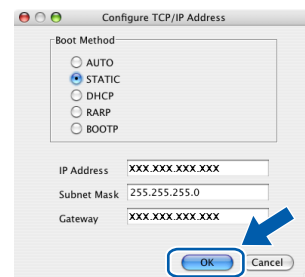 Configure TCP/IP Address
Boot Method
AUTO
STATIC
DHCP
RARP
BOOTP
IP Address XXX.XXX.XXX.XXX
Subnet Mask 255.255.255.0
Gateway XXX.XXX.XXX.XXX
OK Cancel